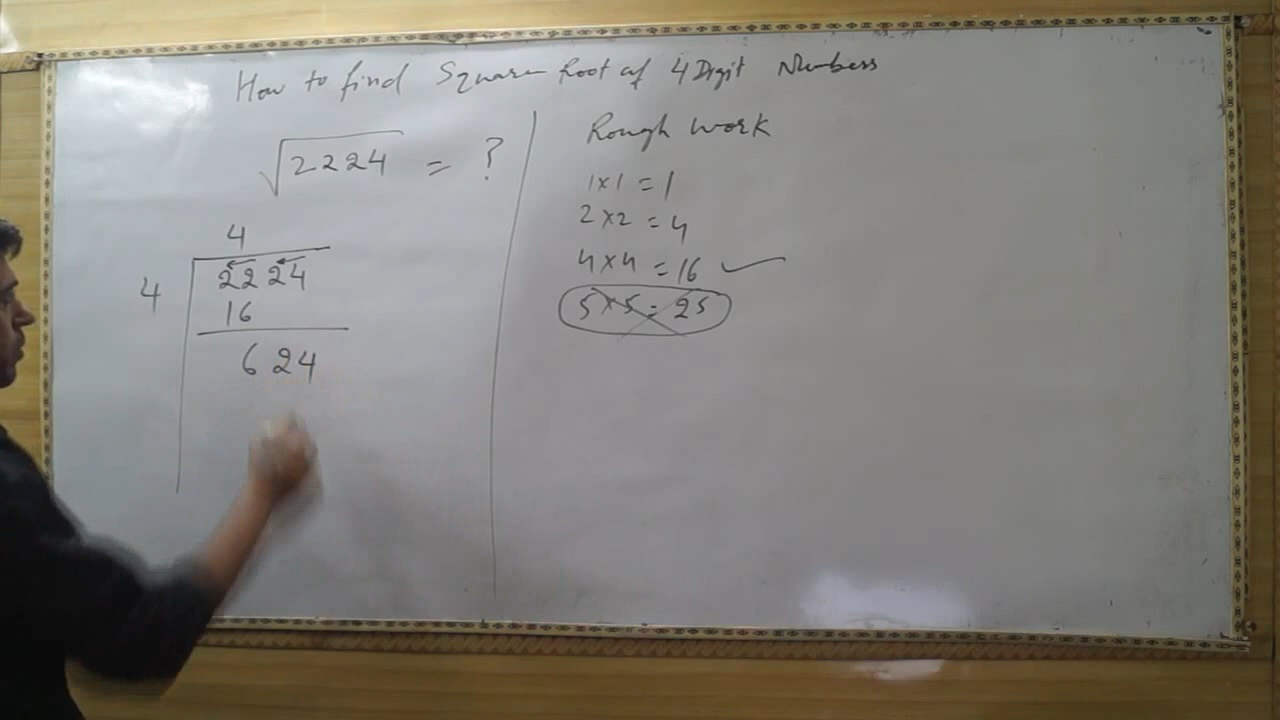 How to find Square Root of 4 Digit Numbers
√2224 = ?
4
4 2224
16
624
Rough work
1x1 = 1
2x2 = 4
4x4 = 16 ✓
5x5 = 25